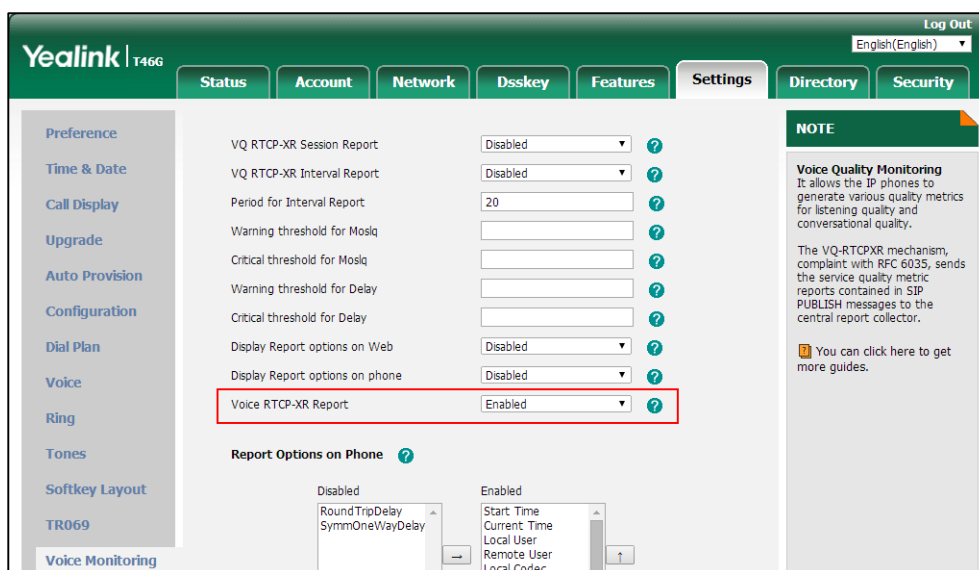 Log Out
English(English)
Yealink | T46G
Status
Account
Network
Dsskey
Features
Settings
Directory
Security
Preference
Time & Date
Call Display
Upgrade
Auto Provision
Configuration
Dial Plan
Voice
Ring
Tones
Softkey Layout
TR069
Voice Monitoring
VQ RTCP-XR Session Report
Disabled
VQ RTCP-XR Interval Report
Disabled
Period for Interval Report
20
Warning threshold for Moslq
Critical threshold for Moslq
Warning threshold for Delay
Critical threshold for Delay
Display Report options on Web
Disabled
Display Report options on phone
Disabled
Voice RTCP-XR Report
Enabled
Report Options on Phone
Disabled
RoundTripDelay
SymmOneWayDelay
→
Enabled
Start Time
Current Time
Local User
Remote User
Local Codec
↑
NOTE
Voice Quality Monitoring
It allows the IP phones to
generate various quality metrics
for listening quality and
conversational quality.
The VQ-RTCPXR mechanism,
complaint with RFC 6035, sends
the service quality metric
reports contained in SIP
PUBLISH messages to the
central report collector.
You can click here to get
more guides.